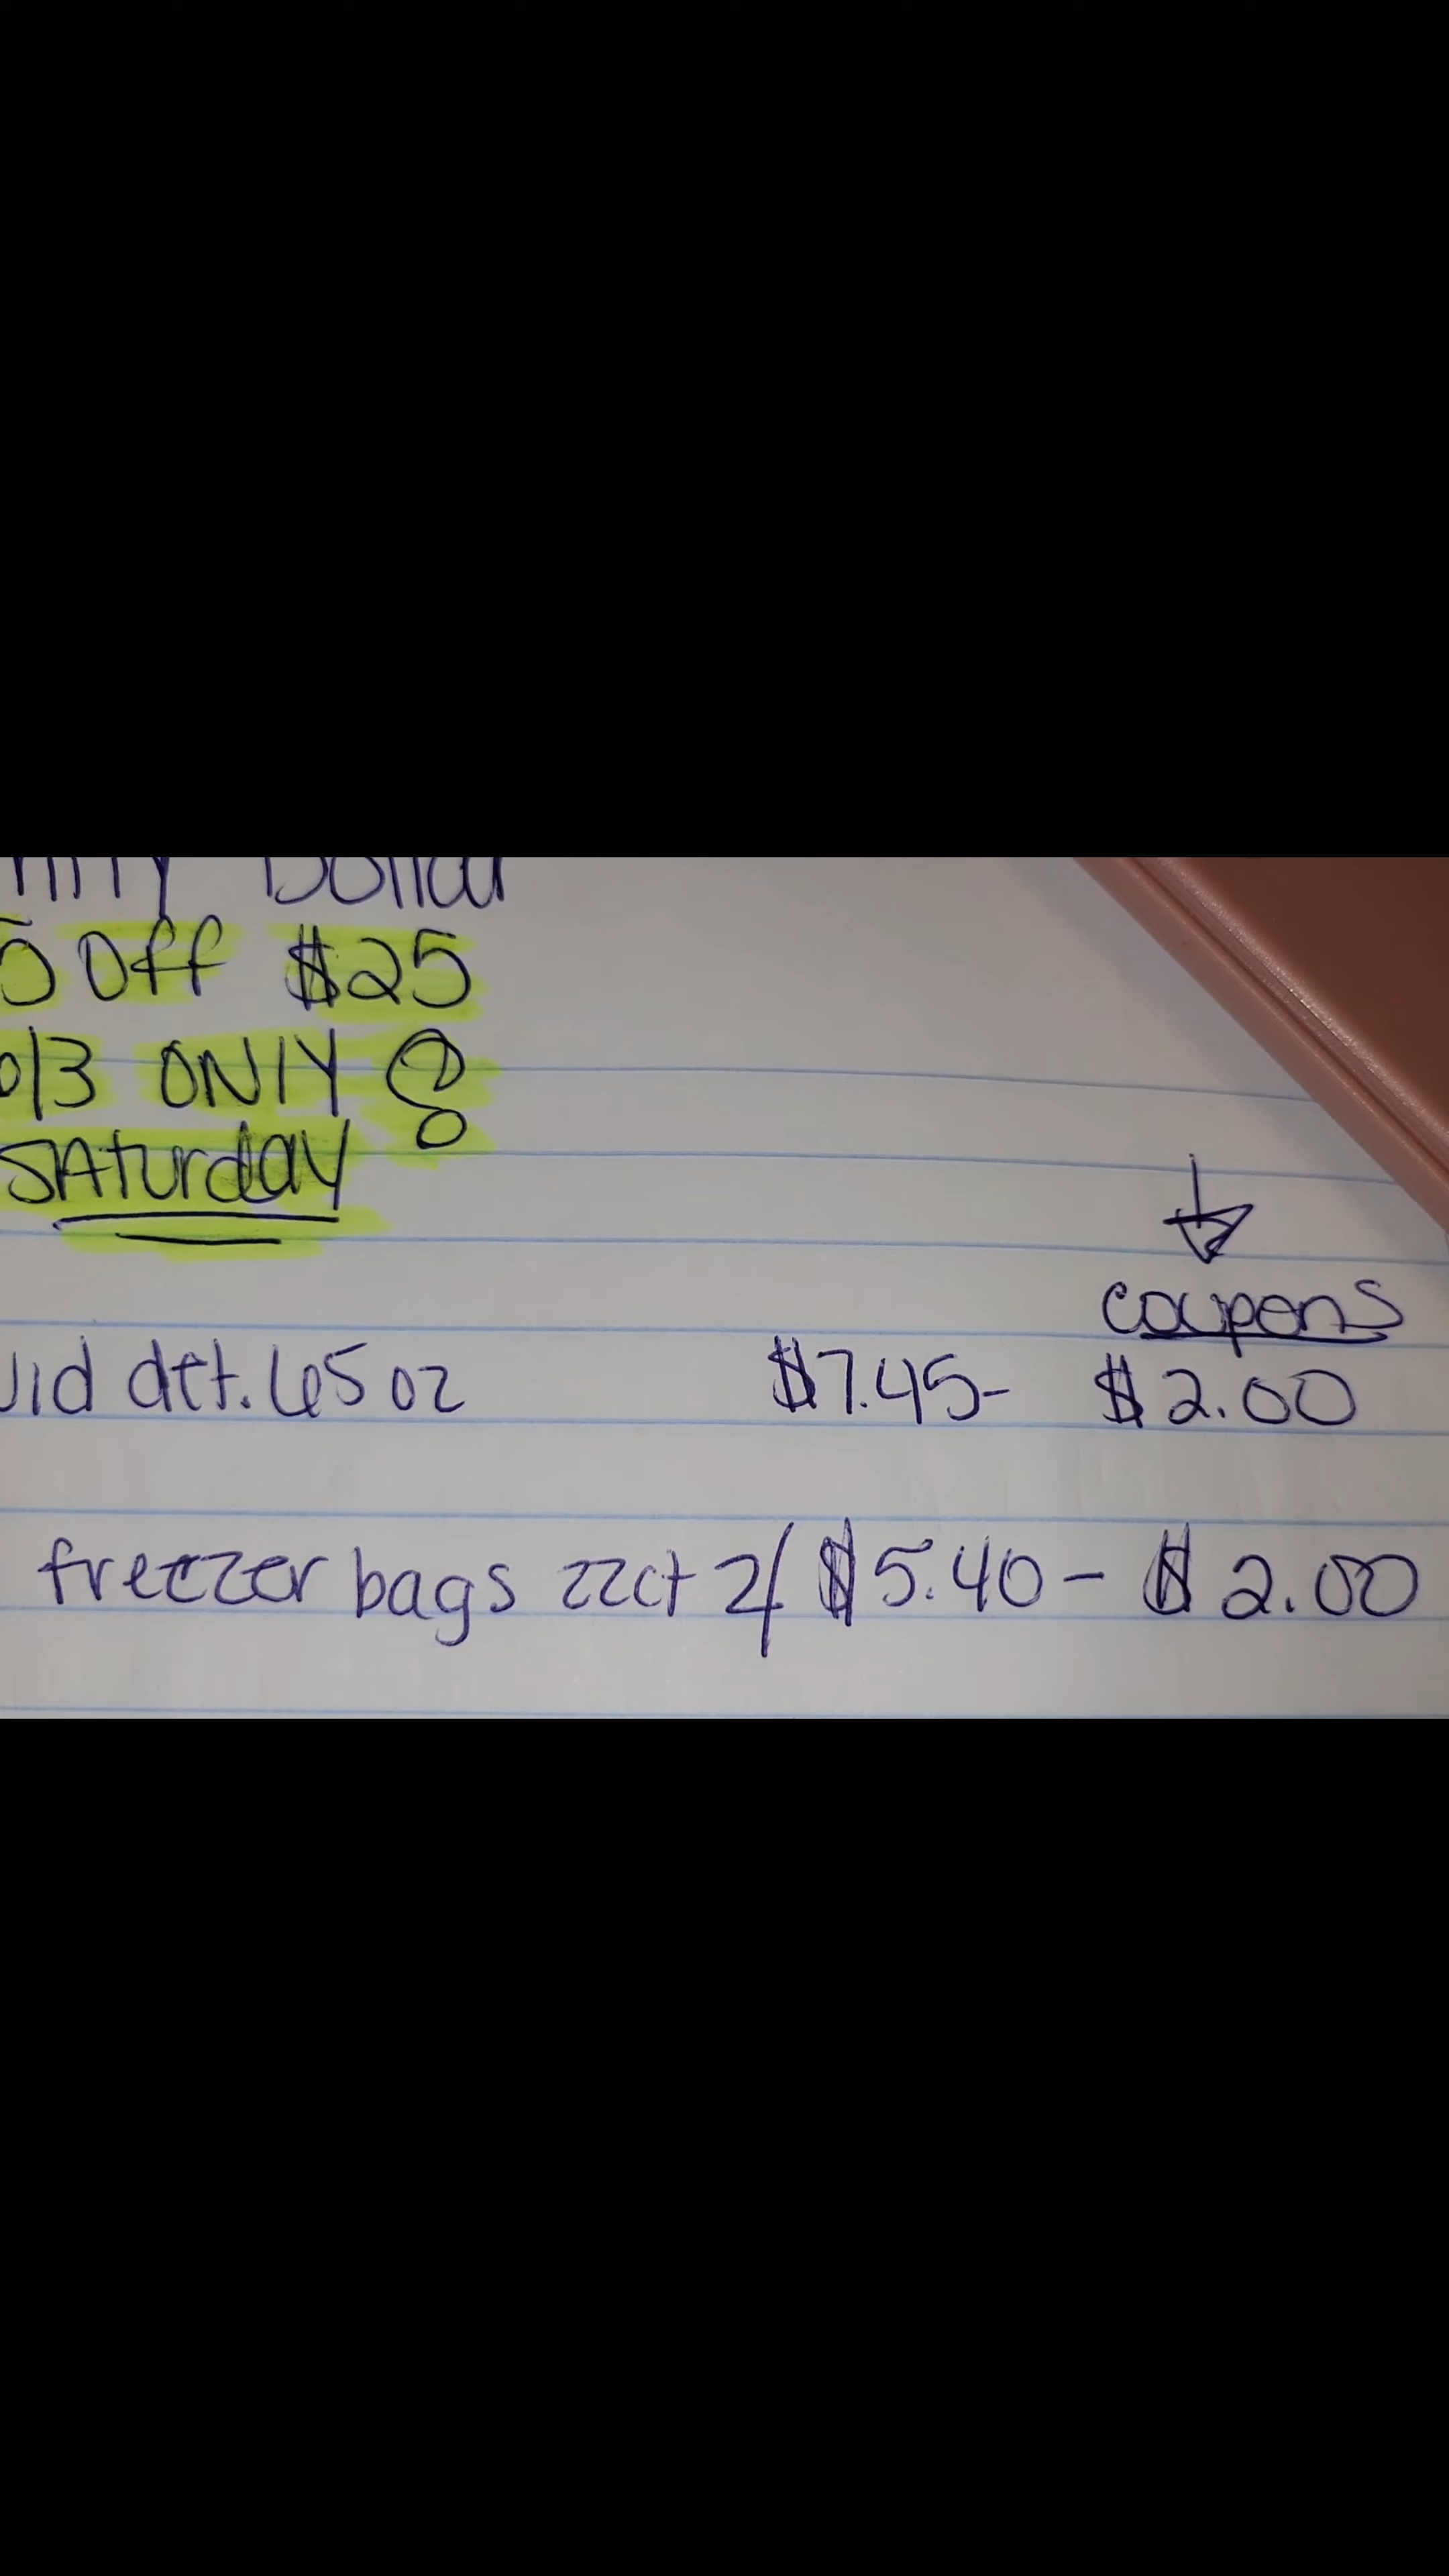 Dollar
Off $25
ONLY
SAturday
coupons
det. 65 oz $7.45- $2.00
freezer bags 22ct 2/ $5.40 - $2.00